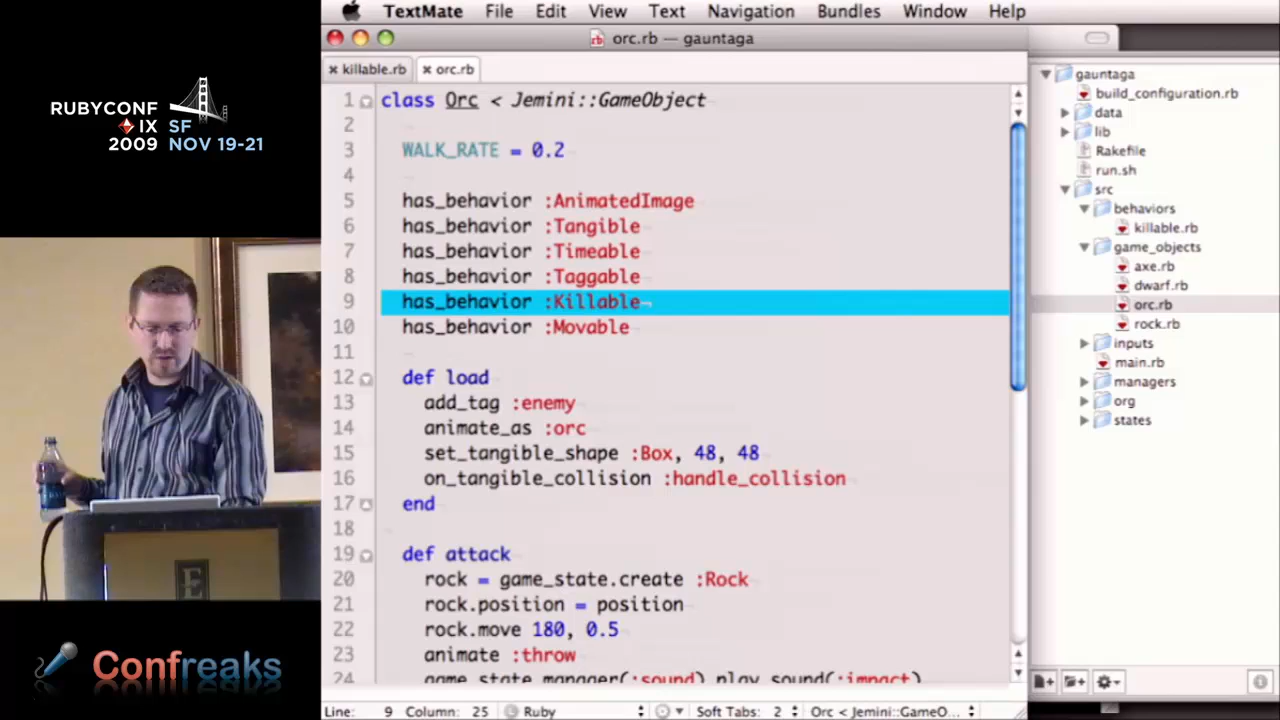 TextMate File Edit View Text Navigation Bundles Window Help
orc.rb — gauntaga
killable.rb orc.rb
RUBYCONF
IX SF
2009 NOV 19-21
1 class Orc < Jemini::GameObject
2
3 WALK_RATE = 0.2
4
5 has_behavior :AnimatedImage
6 has_behavior :Tangible
7 has_behavior :Timeable
8 has_behavior :Taggable
9 has_behavior :Killable
10 has_behavior :Movable
11
12 def load
13 add_tag :enemy
14 animate_as :orc
15 set_tangible_shape :Box, 48, 48
16 on_tangible_collision :handle_collision
17 end
18
19 def attack
20 rock = game_state.create :Rock
21 rock.position = position
22 rock.move 180, 0.5
23 animate :throw
24 game_state.manager(:sound).play_sound(:impact)
gauntaga
build_configuration.rb
data
lib
Rakefile
run.sh
src
behaviors
killable.rb
game_objects
axe.rb
dwarf.rb
orc.rb
rock.rb
inputs
main.rb
managers
org
states
E
Confreaks
Line: 9 Column: 25 Ruby Soft Tabs: 2 Orc < Jemini::GameO...